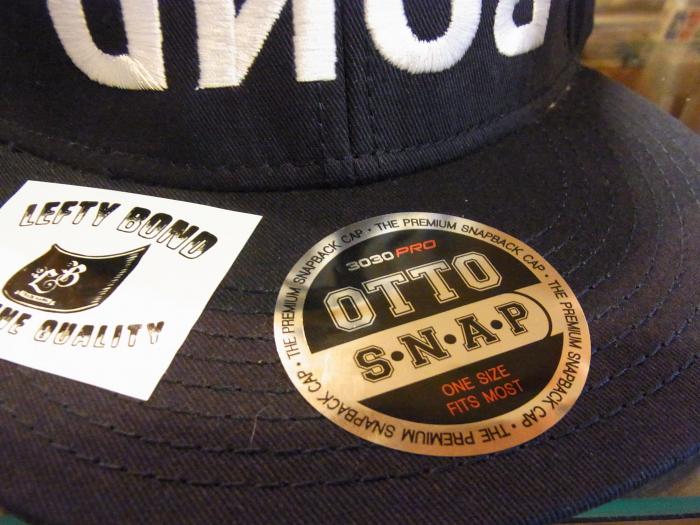 LEFTY BOND
LB
HE QUALITY
THE PREMIUM SNAPBACK CAP · THE PREMIUM SNAPBACK CAP · THE PREMIUM SNAPBACK CAP · THE PREMIUM SNAPBACK CAP ·
3030 PRO
OTTO
S·N·A·P
ONE SIZE
FITS MOST